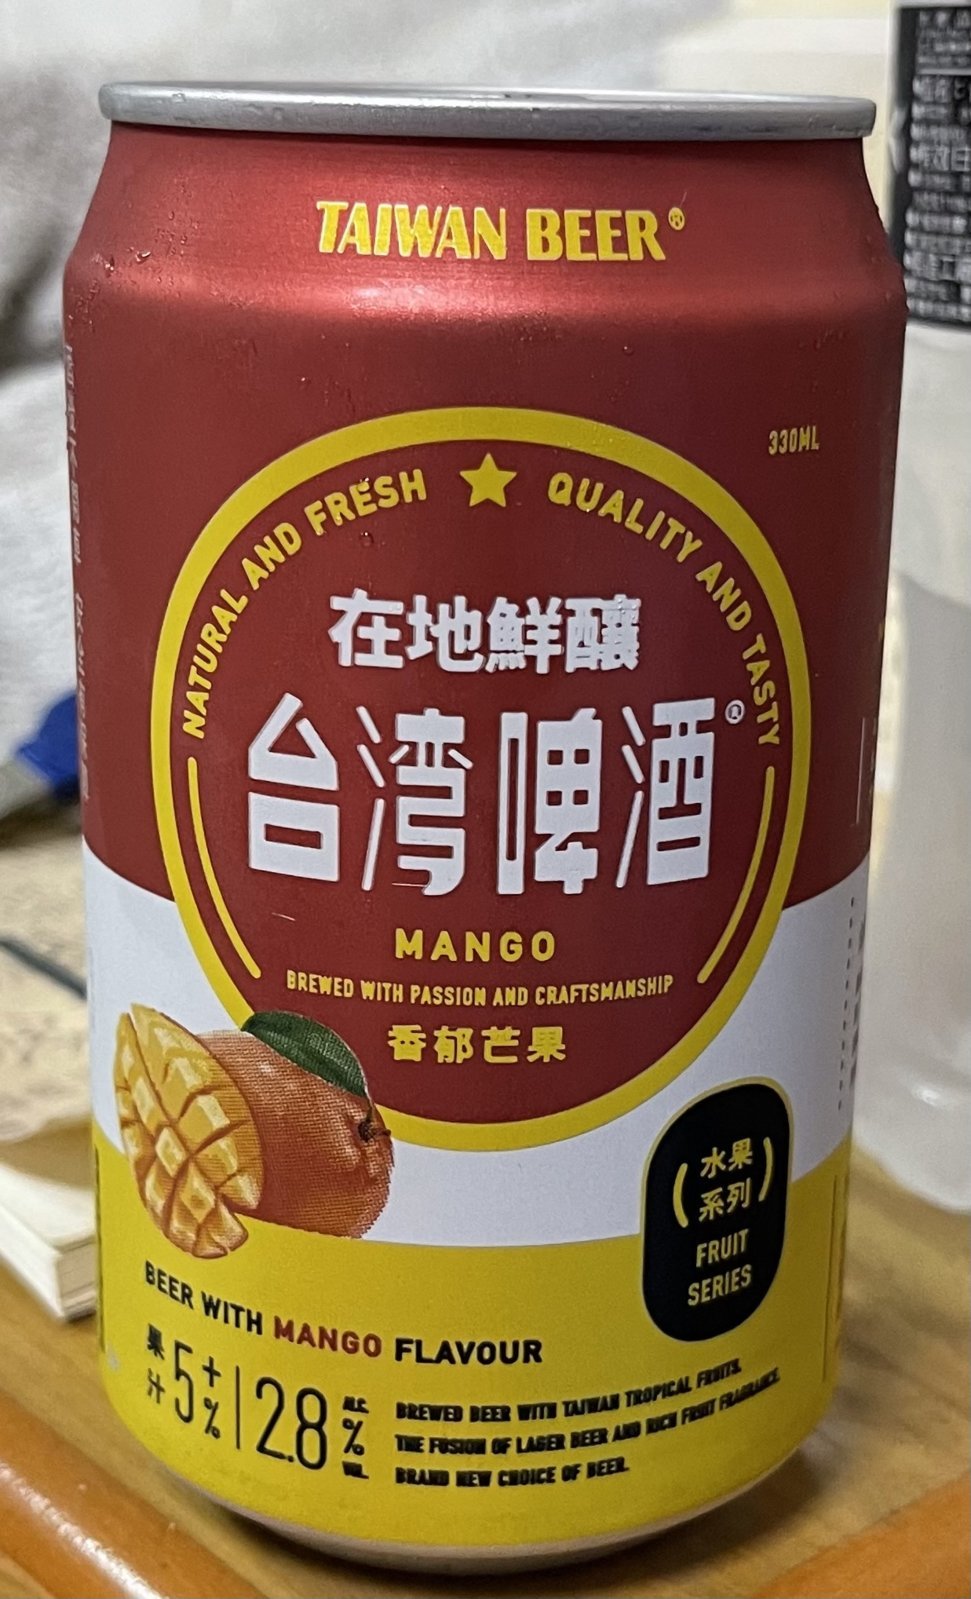 TAIWAN BEER®
330ML
NATURAL AND FRESH ★ QUALITY AND TASTY
在地鮮釀
台湾啤酒®
MANGO
BREWED WITH PASSION AND CRAFTSMANSHIP
香郁芒果
水果
系列
FRUIT
SERIES
BEER WITH MANGO FLAVOUR
果汁 5+% | 2.8 ALC. % VOL.
BREWED BEER WITH TAIWAN TROPICAL FRUITS.
THE FUSION OF LAGER BEER AND RICH FRUIT FRAGRANCE.
BRAND NEW CHOICE OF BEER.